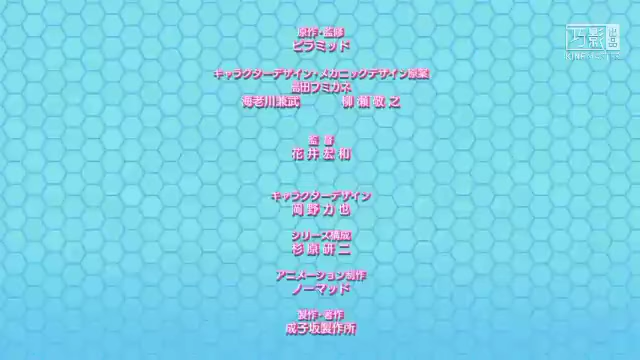 原作・監修
ピラミッド
キャラクターデザイン・メカニックデザイン原案
島田フミカネ
海老川兼武 柳瀬敬之
監督
花井宏和
キャラクターデザイン
岡野力也
シリーズ構成
杉原研二
アニメーション制作
ノーマッド
製作・著作
成子坂製作所
巧影
出品